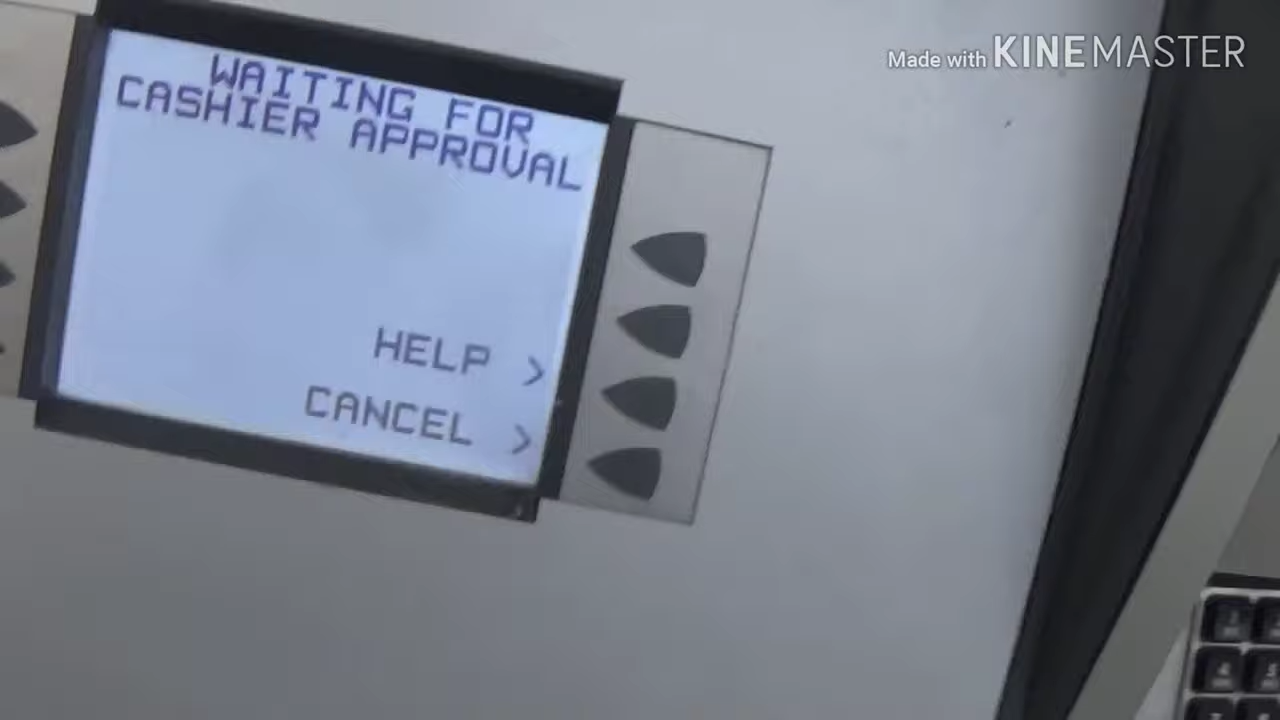 Made with KINEMASTER
WAITING FOR
CASHIER APPROVAL
HELP >
CANCEL >